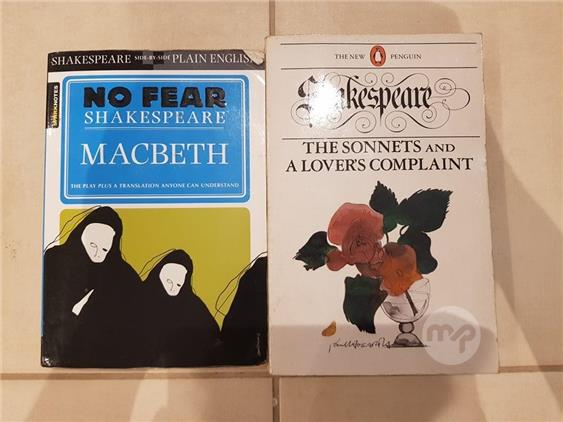 SHAKESPEARE SIDE-BY-SIDE PLAIN ENGLISH
SPARKNOTES
NO FEAR
SHAKESPEARE
MACBETH
THE PLAY PLUS A TRANSLATION ANYONE CAN UNDERSTAND
THE NEW PENGUIN
Shakespeare
THE SONNETS AND
A LOVER'S COMPLAINT
mp